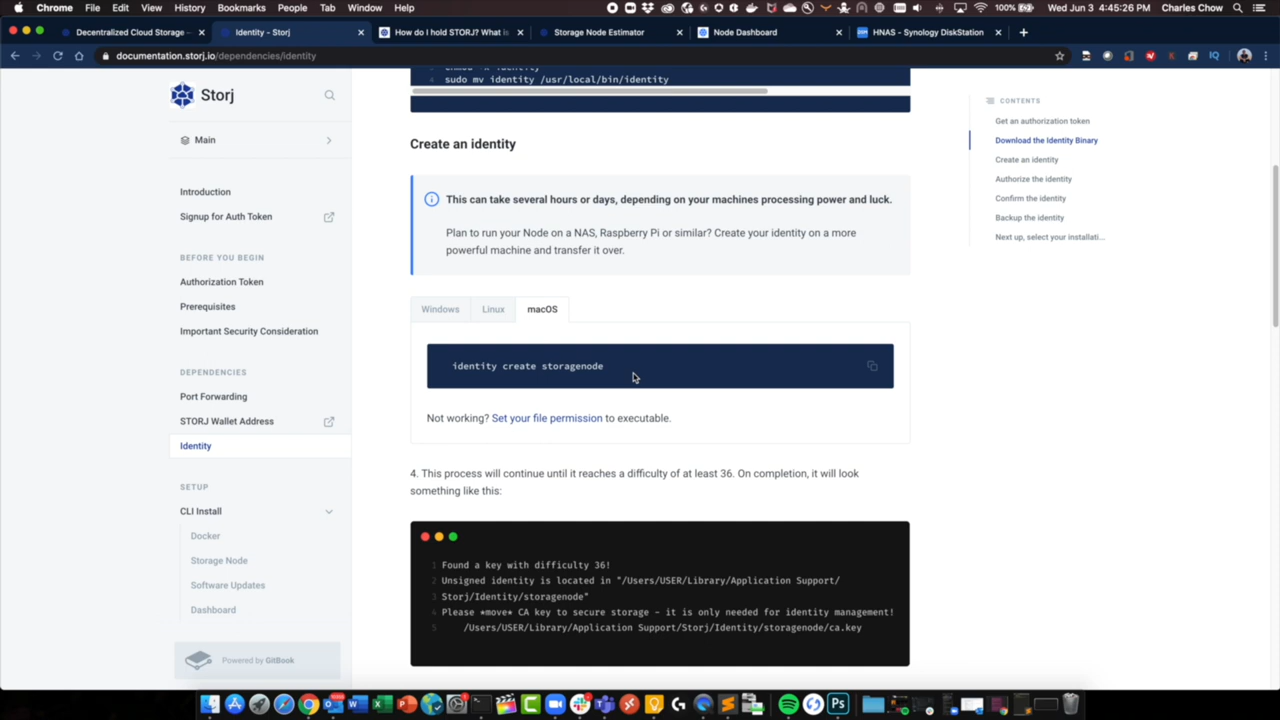 Chrome File Edit View History Bookmarks People Tab Window Help 100% Charles Chow Wed Jun 3 4:45:26 PM
Decentralized Cloud Storage - Identity - Storj How do I hold STORJ? What is Storage Node Estimator Node Dashboard HNAS - Synology DiskStation
documentation.storj.io/dependencies/identity
Storj
Main
Introduction
Signup for Auth Token
BEFORE YOU BEGIN
Authorization Token
Prerequisites
Important Security Consideration
DEPENDENCIES
Port Forwarding
STORJ Wallet Address
Identity
SETUP
CLI Install
Docker
Storage Node
Software Updates
Dashboard
Powered by GitBook
4 sudo mv identity /usr/local/bin/identity
Create an identity
This can take several hours or days, depending on your machines processing power and luck.
Plan to run your Node on a NAS, Raspberry Pi or similar? Create your identity on a more
powerful machine and transfer it over.
Windows Linux macOS
identity create storagenode
Not working? Set your file permission to executable.
4. This process will continue until it reaches a difficulty of at least 36. On completion, it will look
something like this:
1 Found a key with difficulty 36!
2 Unsigned identity is located in "/Users/USER/Library/Application Support/
3 Storj/Identity/storagenode"
4 Please *move* CA key to secure storage - it is only needed for identity management!
5 /Users/USER/Library/Application Support/Storj/Identity/storagenode/ca.key
CONTENTS
Get an authorization token
Download the Identity Binary
Create an identity
Authorize the identity
Confirm the identity
Backup the identity
Next up, select your installati...